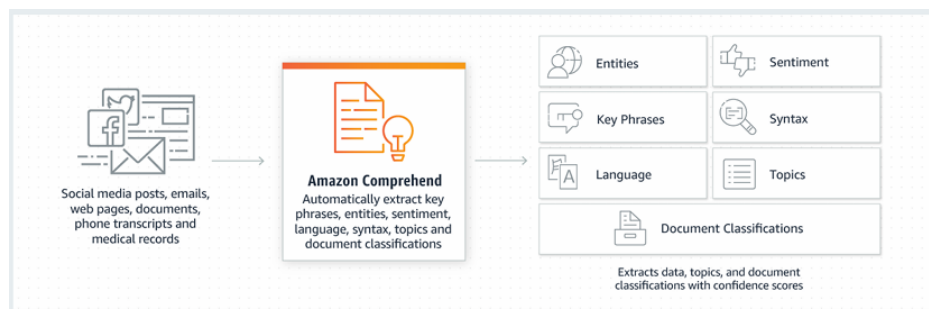 Social media posts, emails,
web pages, documents,
phone transcripts and
medical records
Amazon Comprehend
Automatically extract key
phrases, entities, sentiment,
language, syntax, topics and
document classifications
Entities
Sentiment
Key Phrases
Syntax
Language
A
Topics
Document Classifications
Extracts data, topics, and document
classifications with confidence scores